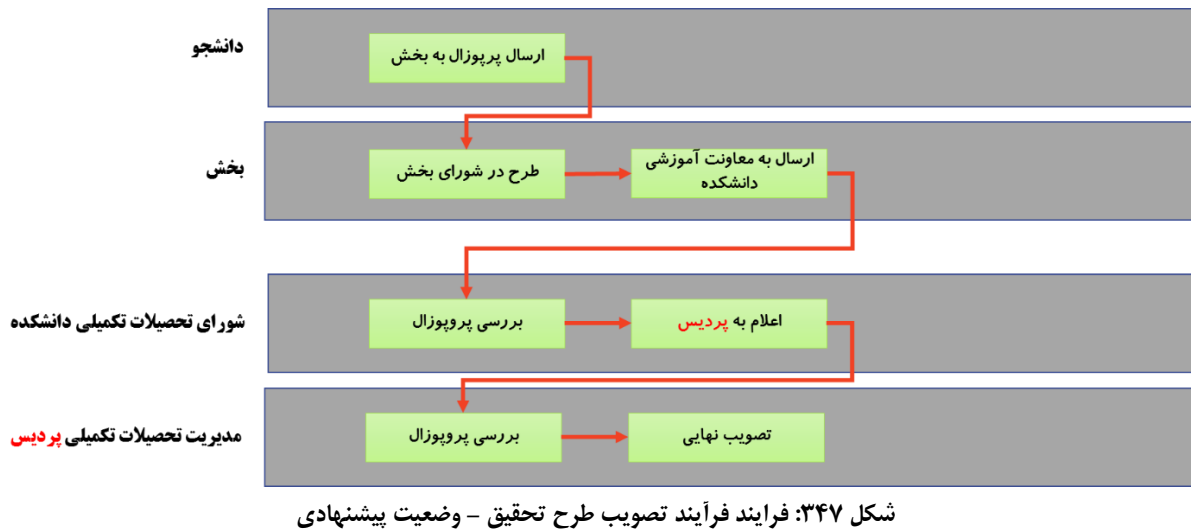 دانشجو
ارسال پرپوزال به بخش
بخش
طرح در شورای بخش
ارسال به معاونت آموزشی
دانشکده
شورای تحصیلات تکمیلی دانشکده
بررسی پروپوزال
اعلام به پردیس
مدیریت تحصیلات تکمیلی پردیس
بررسی پروپوزال
تصویب نهایی
شکل ۳۴۷: فرایند فرآیند تصویب طرح تحقیق – وضعیت پیشنهادی